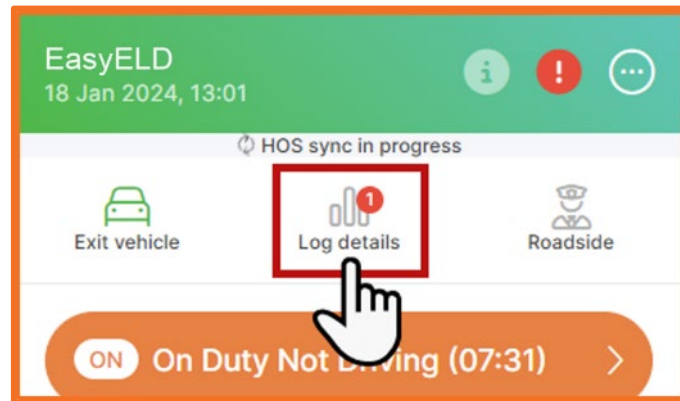 EasyELD
18 Jan 2024, 13:01
i
!
HOS sync in progress
1
Exit vehicle
Log details
Roadside
ON On Duty Not Driving (07:31)